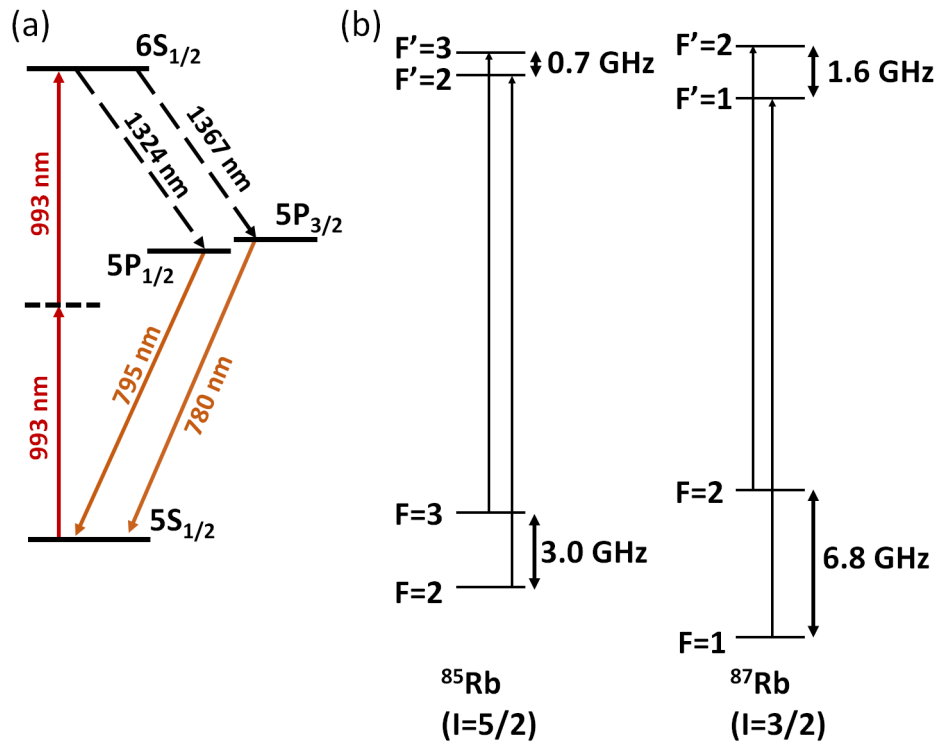 (a)
6S1/2
993 nm
1324 nm
1367 nm
5P3/2
5P1/2
993 nm
795 nm
780 nm
5S1/2
(b)
F'=3
F'=2
0.7 GHz
F=3
F=2
3.0 GHz
85Rb
(I=5/2)
F'=2
F'=1
1.6 GHz
F=2
F=1
6.8 GHz
87Rb
(I=3/2)